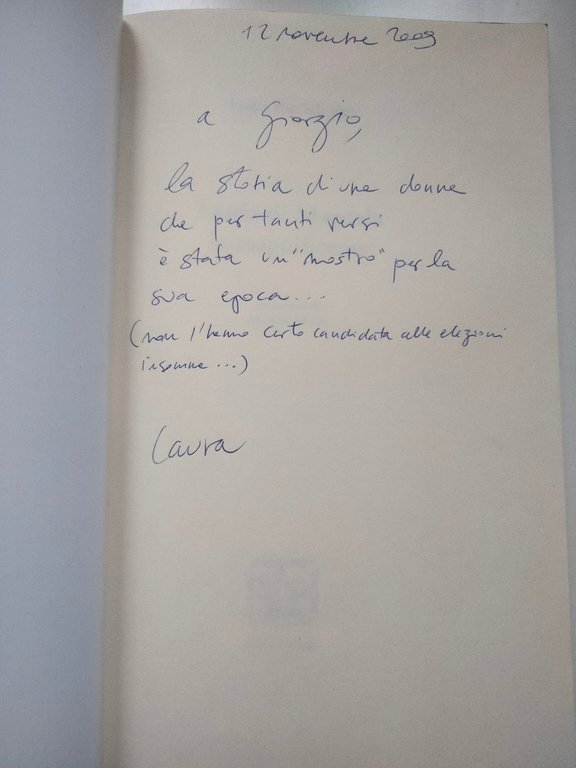 12 novembre 2009
a Giorgio,
la storia di una donna
che per tanti versi
è stata un "mostro" per la
sua epoca...
(non l'hanno certo candidata alle elezioni
insomma...)
Laura